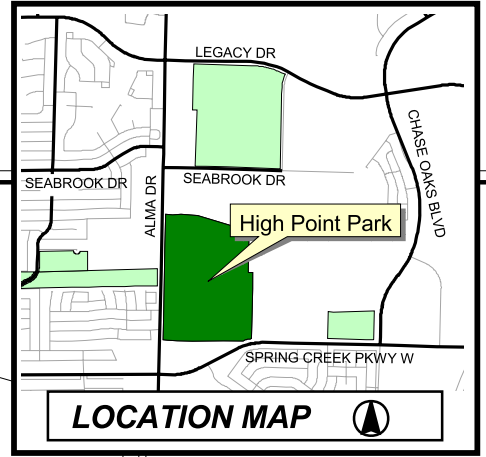 LEGACY DR
CHASE OAKS BLVD
SEABROOK DR
SEABROOK DR
ALMA DR
High Point Park
SPRING CREEK PKWY W
LOCATION MAP